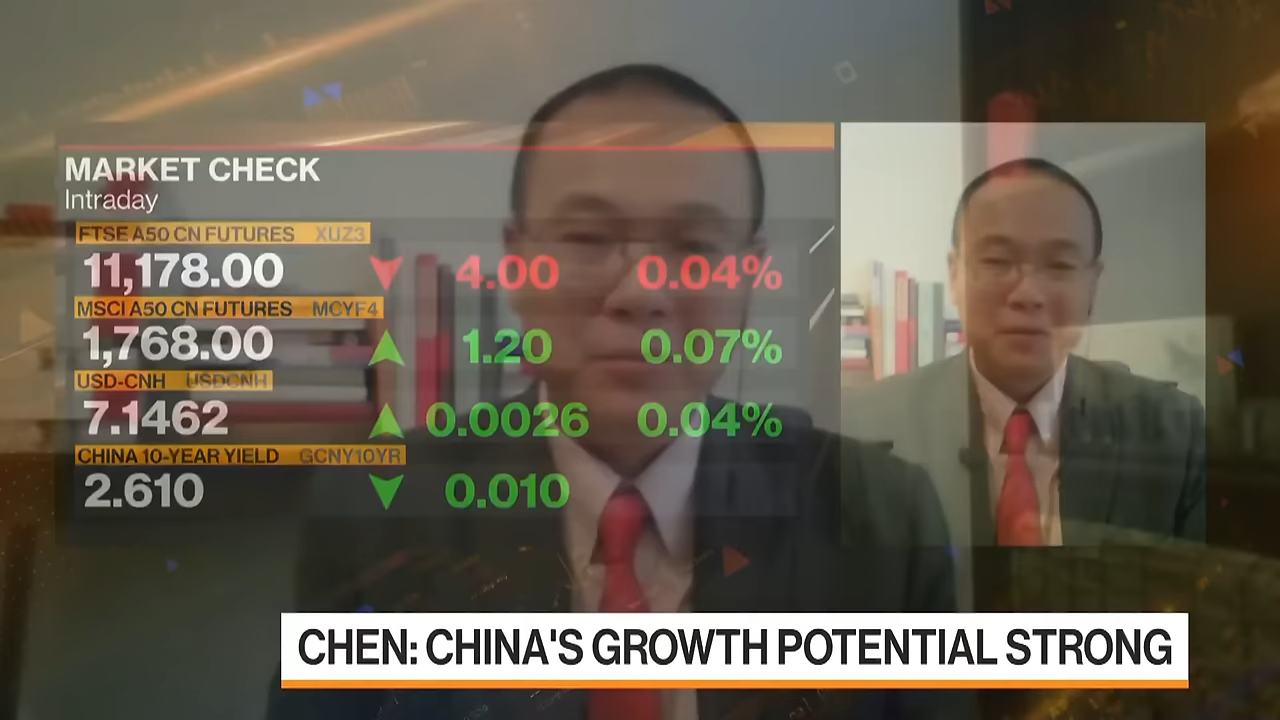 MARKET CHECK
Intraday
FTSE A50 CN FUTURES XUZ3
11,178.00 4.00 0.04%
MSCI A50 CN FUTURES MCYF4
1,768.00 1.20 0.07%
USD-CNH USDCNH
7.1462 0.0026 0.04%
CHINA 10-YEAR YIELD GCNY10YR
2.610 0.010
CHEN: CHINA'S GROWTH POTENTIAL STRONG